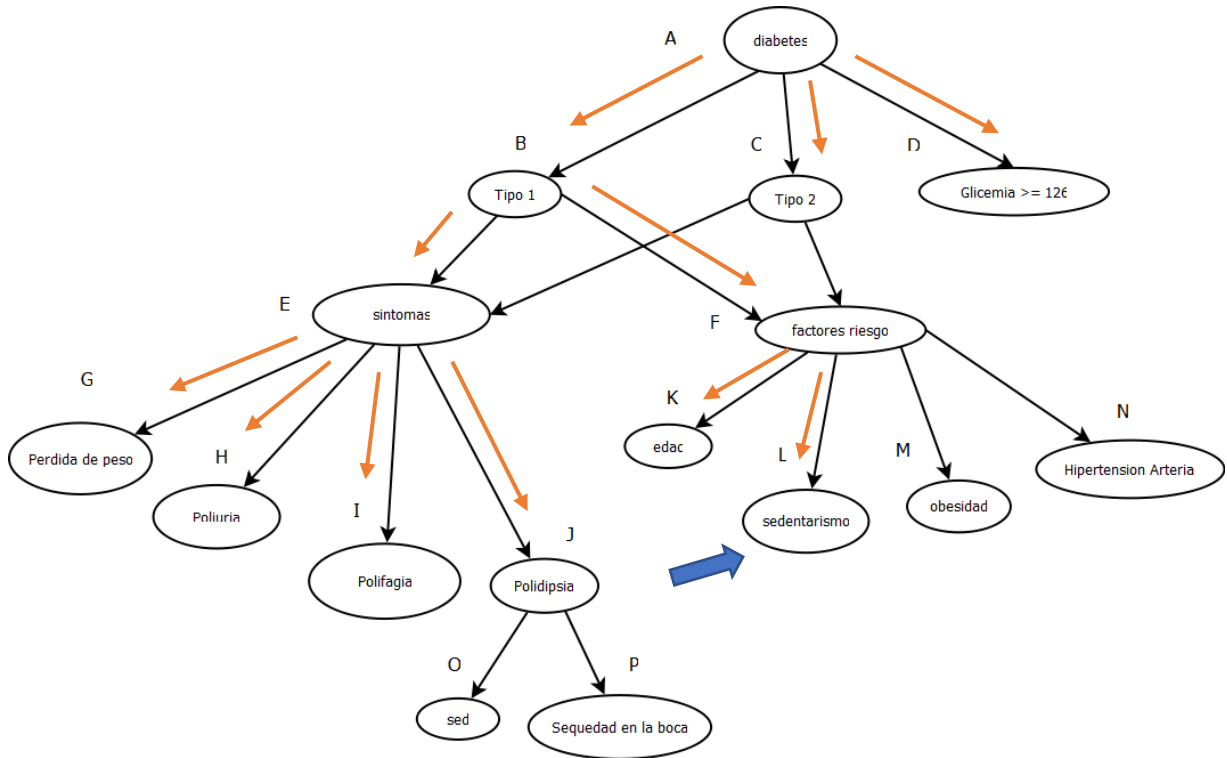 A
diabetes
B
C
D
Tipo 1
Tipo 2
Glicemia >= 126
E
sintomas
F
factores riesgo
G
K
N
Perdida de peso
H
edac
L
M
Hipertension Arteria
I
Poliuria
J
sedentarismo
obesidad
Polifagia
Polidipsia
O
P
sed
Sequedad en la boca